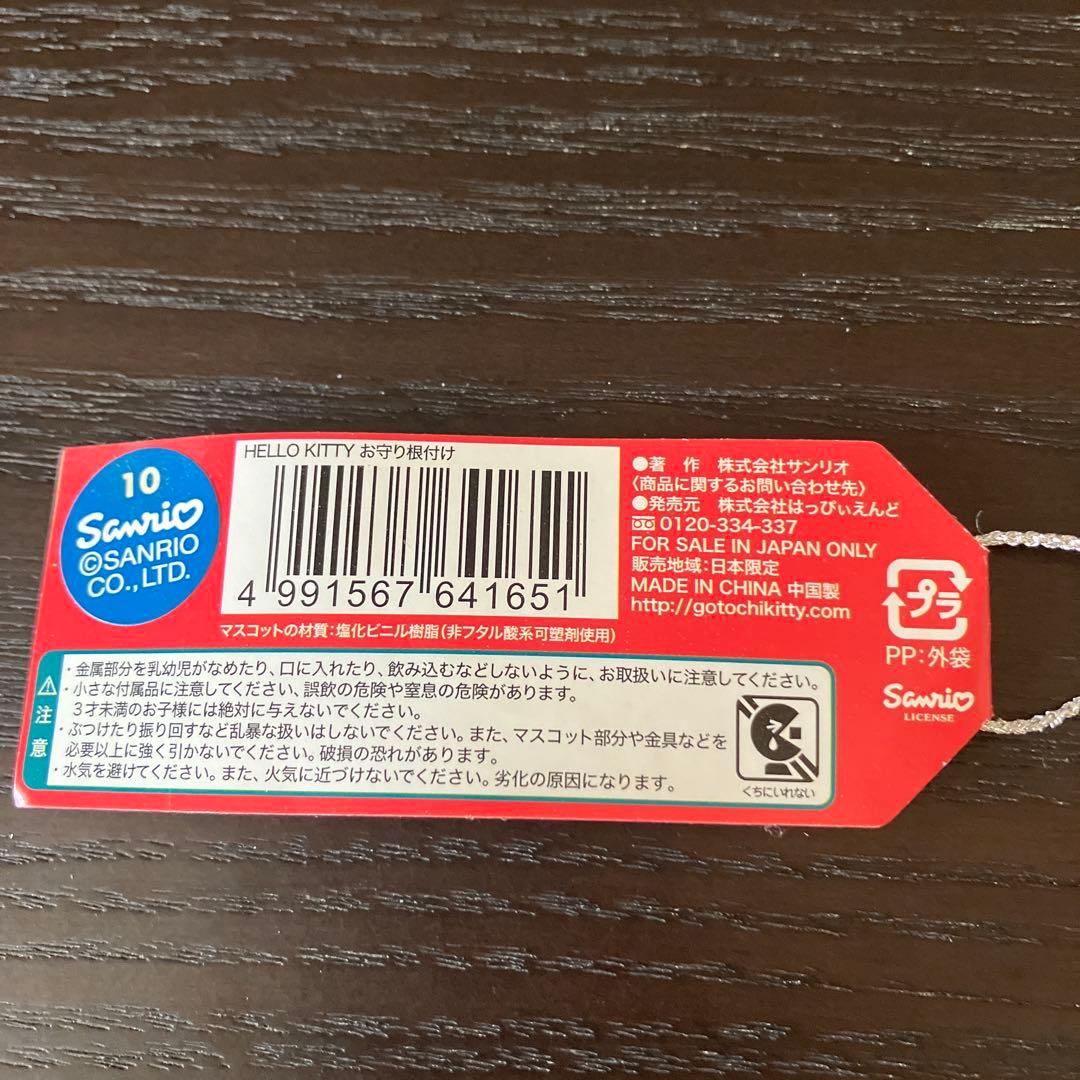 10
Sanrio
©SANRIO
CO., LTD.
HELLO KITTY お守り根付け
4 991567 641651
マスコットの材質：塩化ビニル樹脂（非フタル酸系可塑剤使用）
●著 作 株式会社サンリオ
〈商品に関するお問い合わせ先〉
●発売元 株式会社はっぴぃえんど
0120-334-337
FOR SALE IN JAPAN ONLY
販売地域：日本限定
MADE IN CHINA 中国製
http://gotochikitty.com
プラ
PP：外袋
Sanrio
LICENSE
注意
・金属部分を乳幼児がなめたり、口に入れたり、飲み込むなどしないように、お取扱いに注意してください。
・小さな付属品に注意してください、誤飲の危険や窒息の危険があります。
３才未満のお子様には絶対に与えないでください。
・ぶつけたり振り回すなど乱暴な扱いはしないでください。また、マスコット部分や金具などを
必要以上に強く引かないでください。破損の恐れがあります。
・水気を避けてください。また、火気に近づけないでください。劣化の原因になります。
くちにいれない